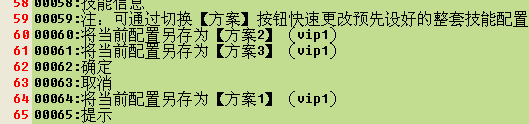 58 00058:技能信息
59 00059:注：可通过切换【方案】按钮快速更改预先设好的整套技能配置
60 00060:将当前配置另存为【方案2】（vip1）
61 00061:将当前配置另存为【方案3】（vip1）
62 00062:确定
63 00063:取消
64 00064:将当前配置另存为【方案1】（vip1）
65 00065:提示